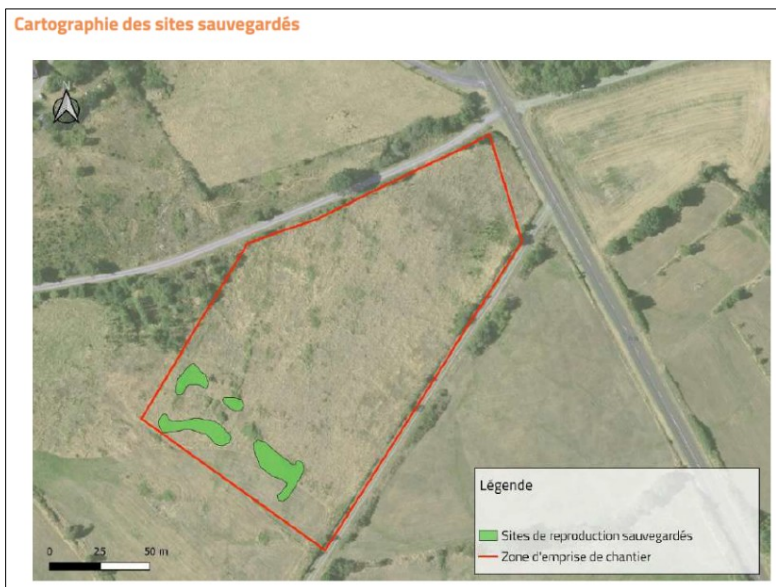 Cartographie des sites sauvegardés
N
Légende
Sites de reproduction sauvegardés
Zone d'emprise de chantier
0 25 50 m